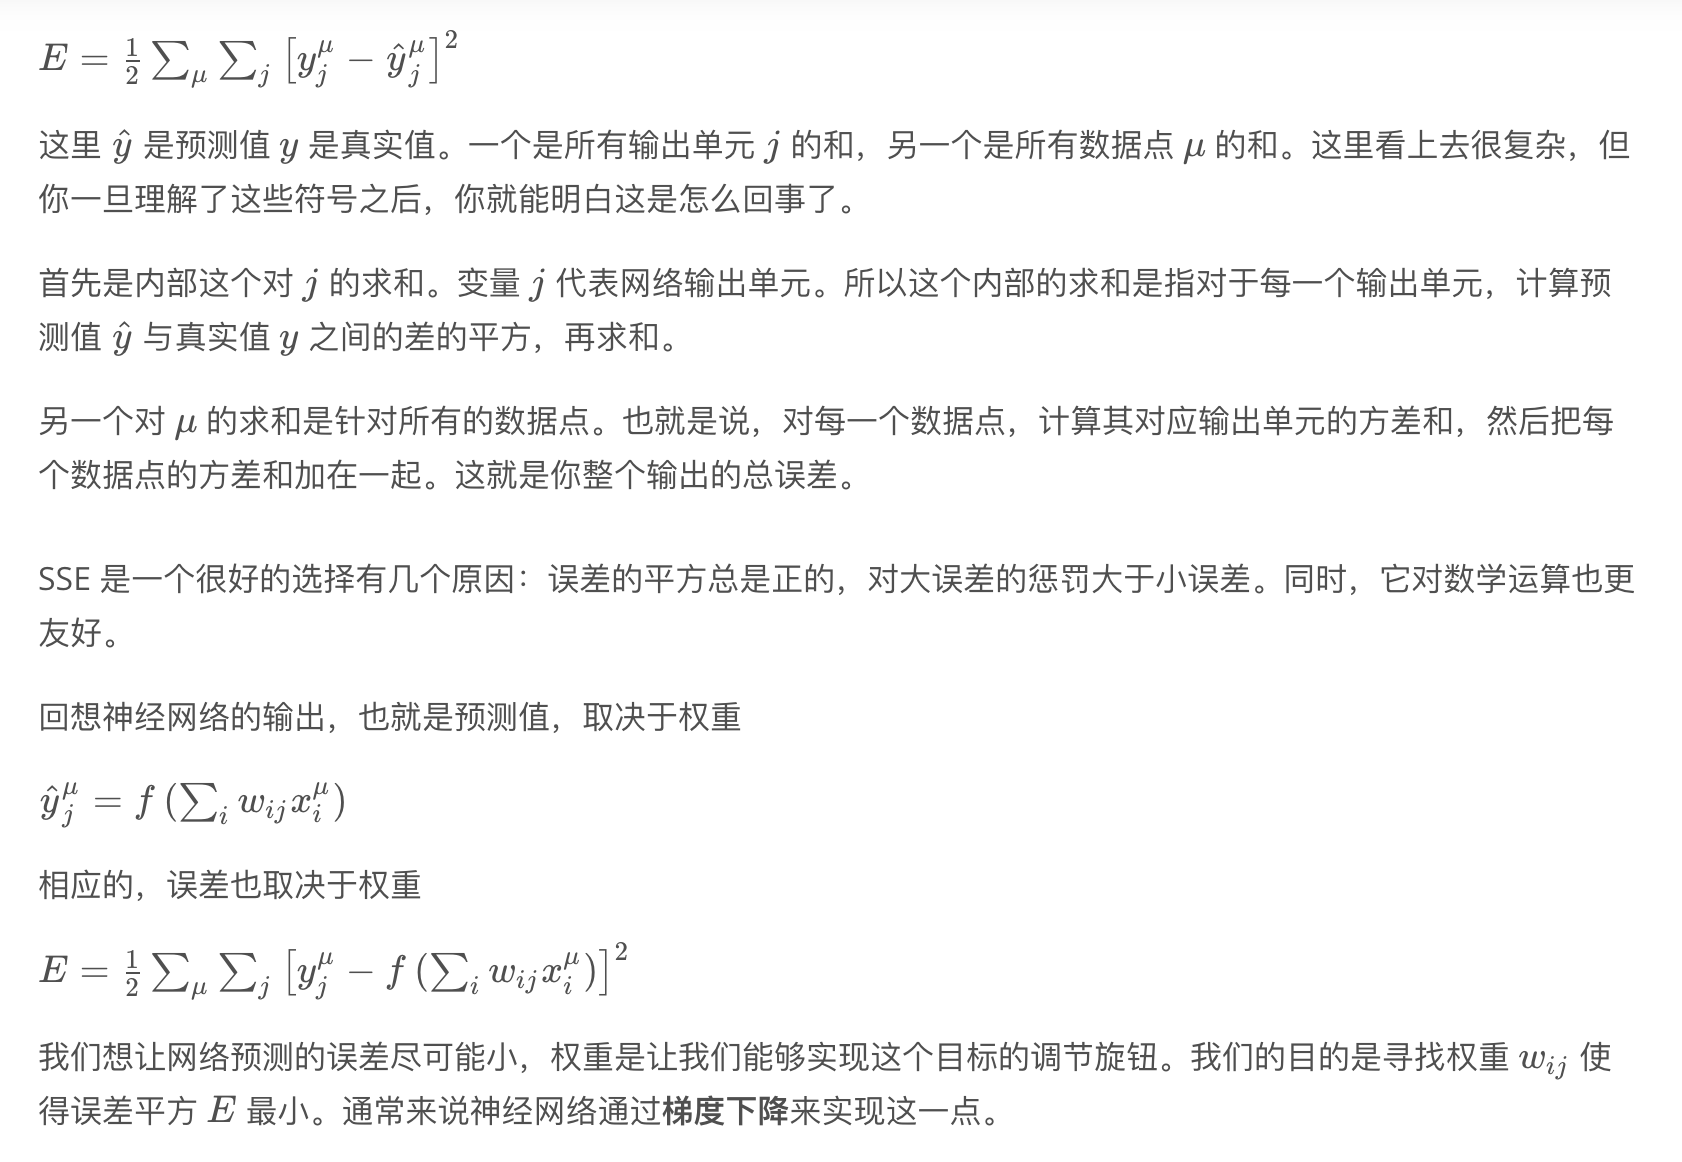 E = \frac{1}{2} \sum_{\mu} \sum_{j} [y_j^{\mu} - \hat{y}_j^{\mu}]^2
这里 ŷ 是预测值 y 是真实值。一个是所有输出单元 j 的和，另一个是所有数据点 μ 的和。这里看上去很复杂，但
你一旦理解了这些符号之后，你就能明白这是怎么回事了。
首先是内部这个对 j 的求和。变量 j 代表网络输出单元。所以这个内部的求和是指对于每一个输出单元，计算预
测值 ŷ 与真实值 y 之间的差的平方，再求和。
另一个对 μ 的求和是针对所有的数据点。也就是说，对每一个数据点，计算其对应输出单元的方差和，然后把每
个数据点的方差和加在一起。这就是你整个输出的总误差。
SSE 是一个很好的选择有几个原因：误差的平方总是正的，对大误差的惩罚大于小误差。同时，它对数学运算也更
友好。
回想神经网络的输出，也就是预测值，取决于权重
\hat{y}_j^{\mu} = f(\sum_{i} w_{ij} x_i^{\mu})
相应的，误差也取决于权重
E = \frac{1}{2} \sum_{\mu} \sum_{j} [y_j^{\mu} - f(\sum_{i} w_{ij} x_i^{\mu})]^2
我们想让网络预测的误差尽可能小，权重是让我们能够实现这个目标的调节旋钮。我们的目的是寻找权重 w_{ij} 使
得误差平方 E 最小。通常来说神经网络通过梯度下降来实现这一点。